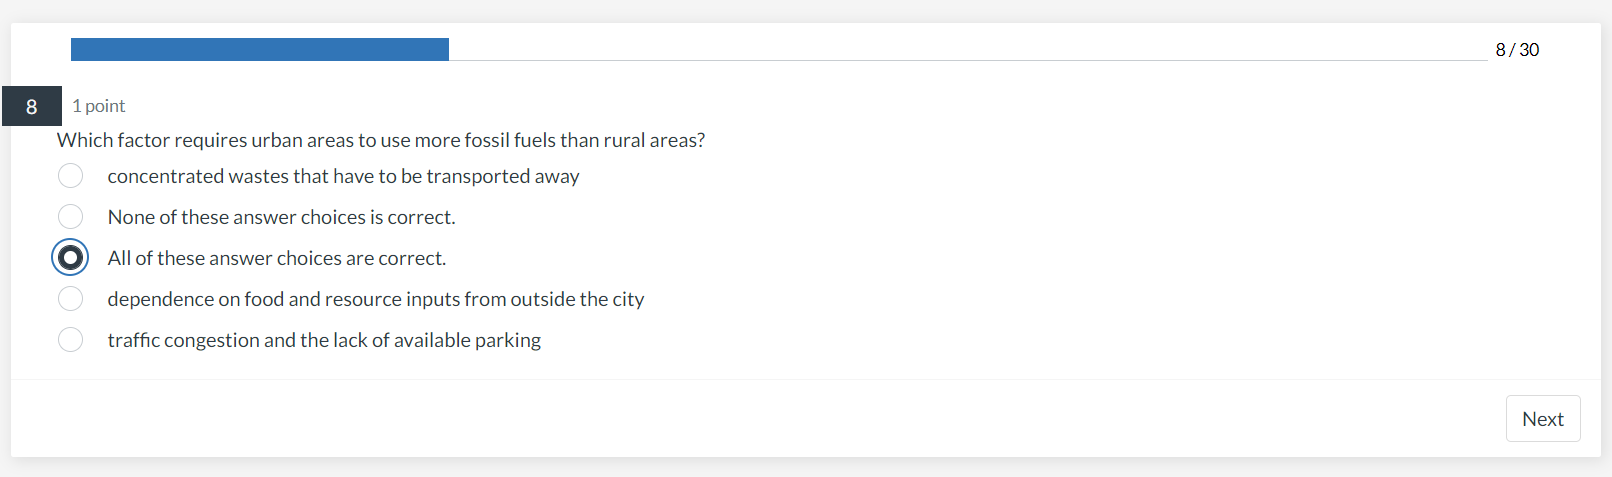 8 / 30
8
1 point
Which factor requires urban areas to use more fossil fuels than rural areas?
concentrated wastes that have to be transported away
None of these answer choices is correct.
All of these answer choices are correct.
dependence on food and resource inputs from outside the city
traffic congestion and the lack of available parking
Next